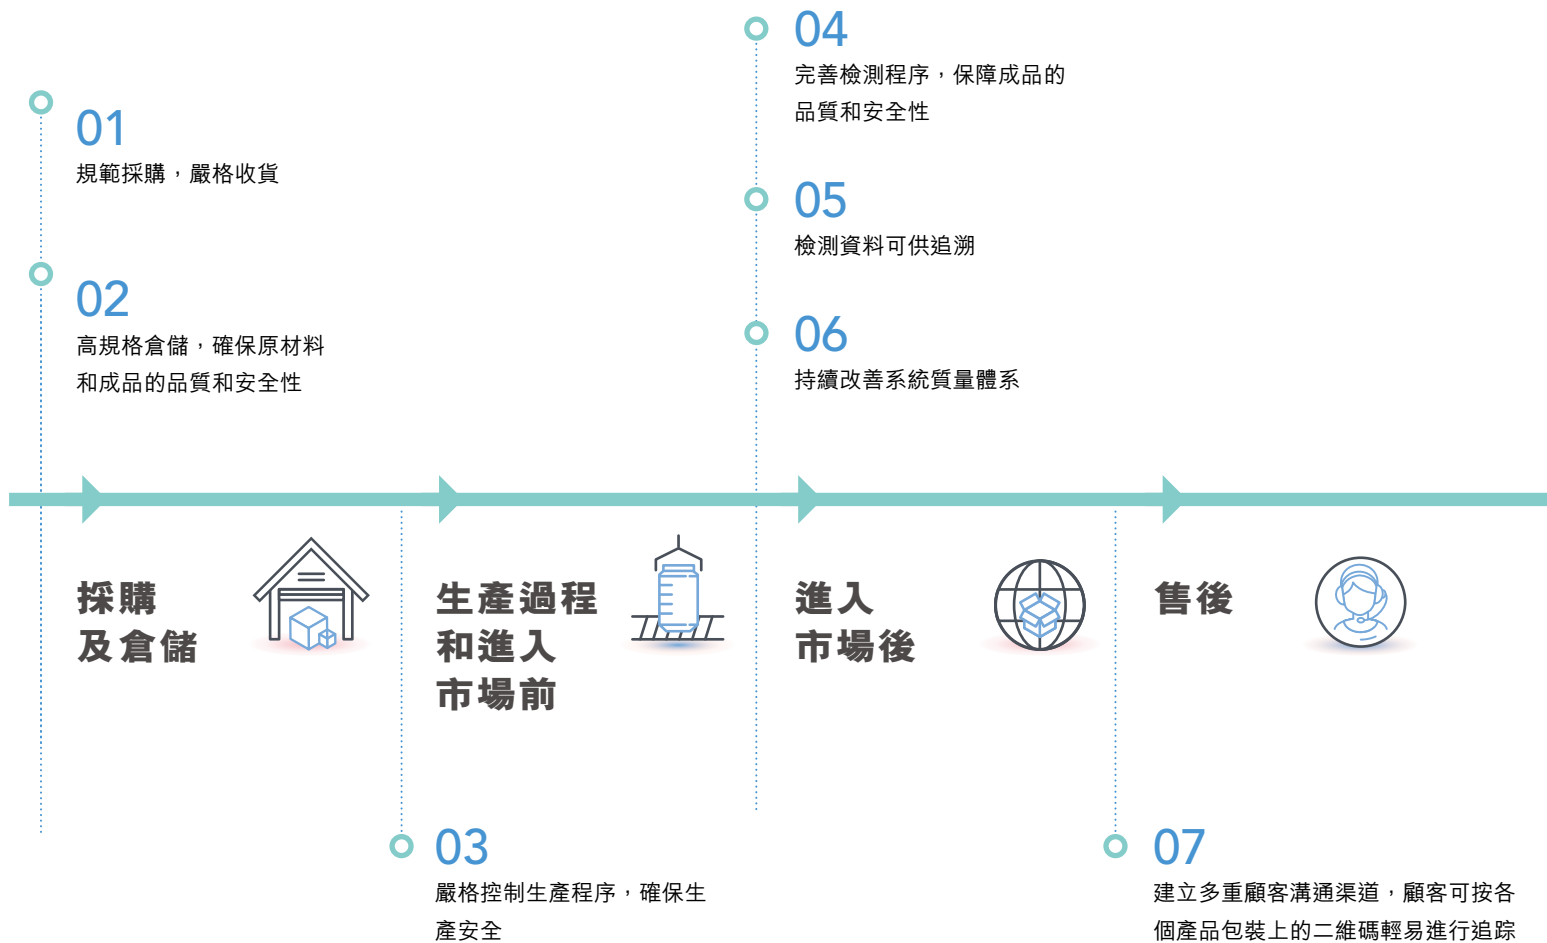 01
規範採購，嚴格收貨
02
高規格倉儲，確保原材料
和成品的品質和安全性
04
完善檢測程序，保障成品的
品質和安全性
05
檢測資料可供追溯
06
持續改善系統質量體系
採購
及倉儲
生產過程
和進入
市場前
進入
市場後
售後
03
嚴格控制生產程序，確保生
產安全
07
建立多重顧客溝通渠道，顧客可按各
個產品包裝上的二維碼輕易進行追踪